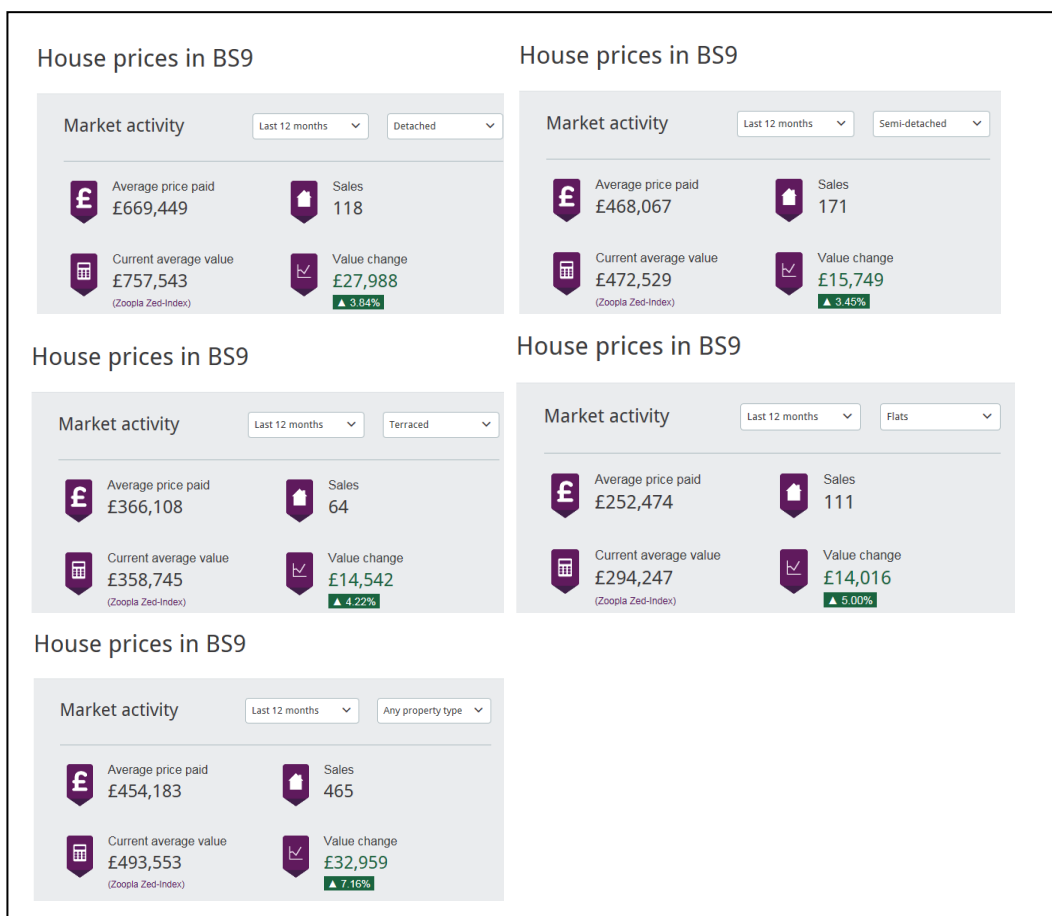 House prices in BS9
Market activity
Last 12 months
Detached
£
Average price paid
£669,449
Sales
118
Current average value
£757,543
(Zoopla Zed-Index)
Value change
£27,988
▲ 3.84%
House prices in BS9
Market activity
Last 12 months
Semi-detached
£
Average price paid
£468,067
Sales
171
Current average value
£472,529
(Zoopla Zed-Index)
Value change
£15,749
▲ 3.45%
House prices in BS9
Market activity
Last 12 months
Terraced
£
Average price paid
£366,108
Sales
64
Current average value
£358,745
(Zoopla Zed-Index)
Value change
£14,542
▲ 4.22%
House prices in BS9
Market activity
Last 12 months
Flats
£
Average price paid
£252,474
Sales
111
Current average value
£294,247
(Zoopla Zed-Index)
Value change
£14,016
▲ 5.00%
House prices in BS9
Market activity
Last 12 months
Any property type
£
Average price paid
£454,183
Sales
465
Current average value
£493,553
(Zoopla Zed-Index)
Value change
£32,959
▲ 7.16%